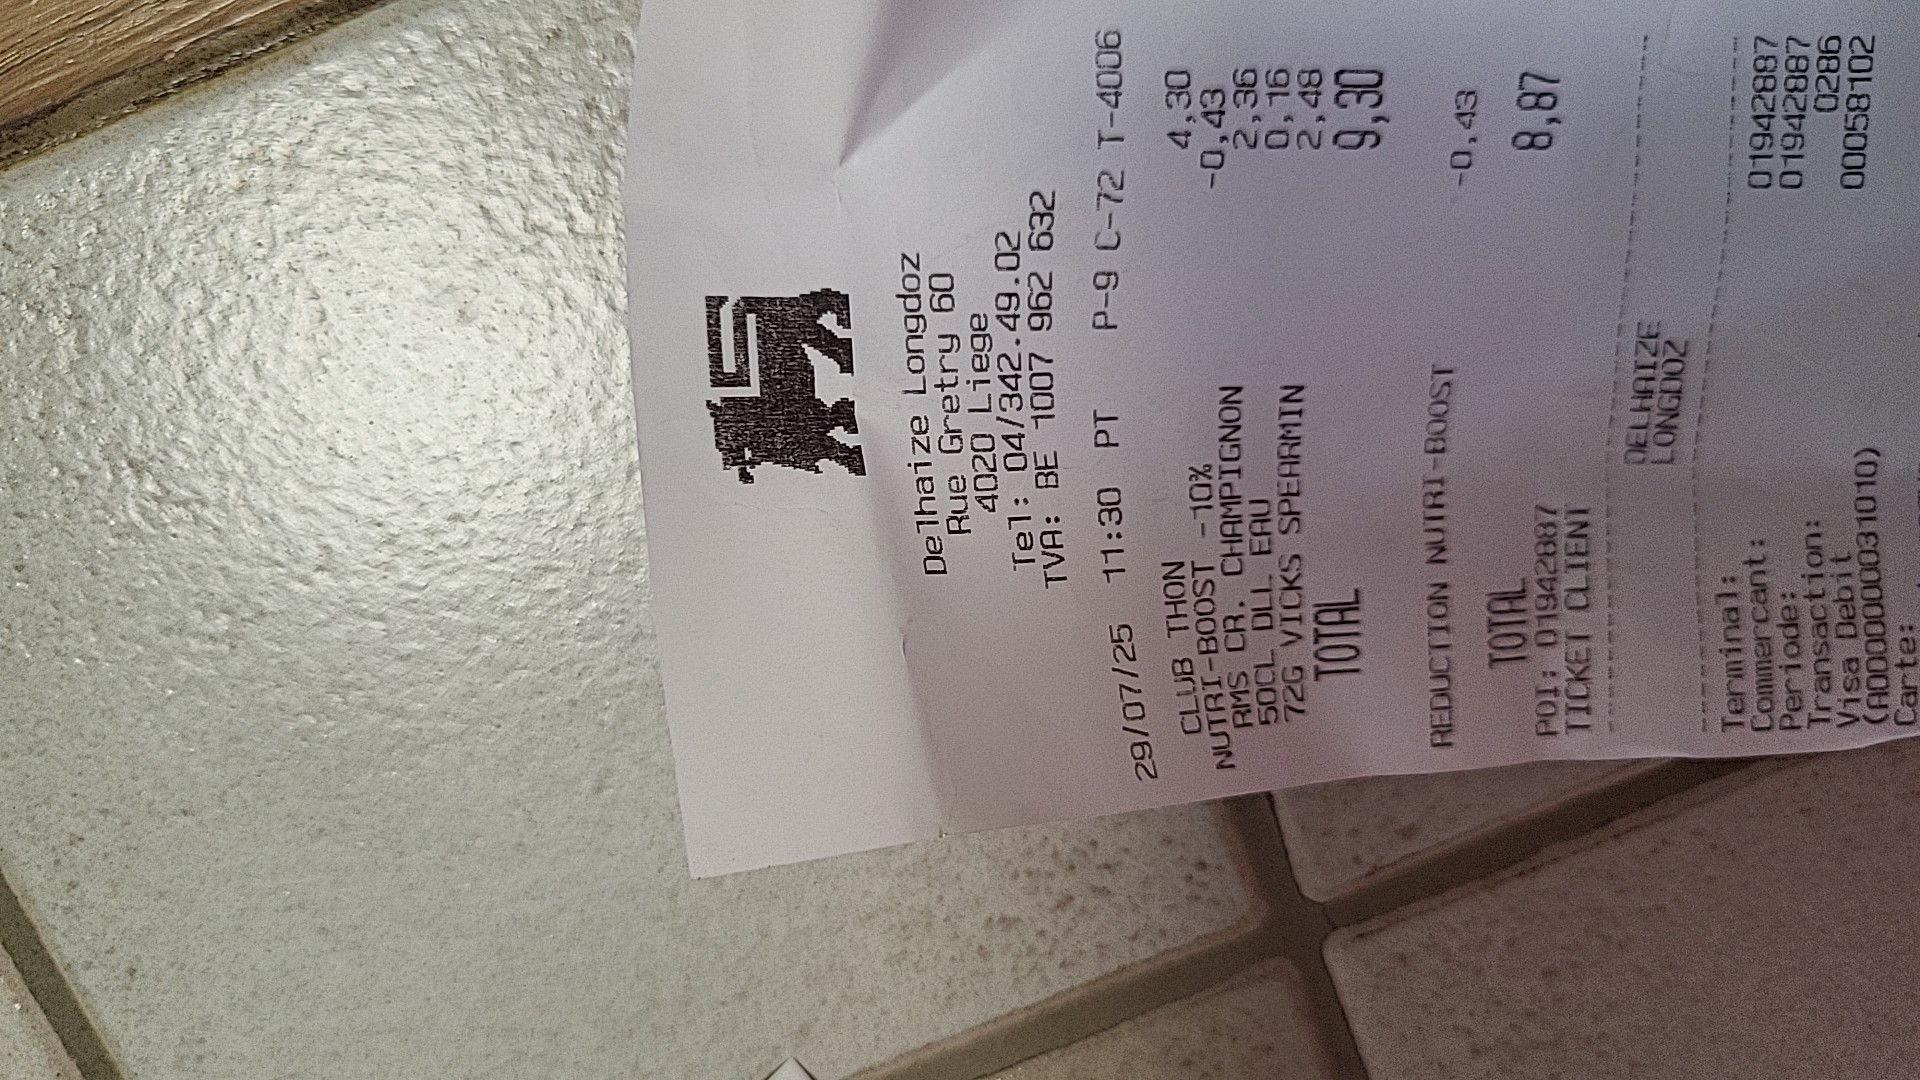 Delhaize Longdoz
Rue Gretry 60
4020 Liege
Tel: 04/342.49.02
TVA: BE 1007 962 632
29/07/25 11:30 PT P-9 C-72 T-4006
CLUB THON 4,30
NUTRI-BOOST -10% -0,43
RMS CR. CHAMPIGNON 2,36
50CL DLL EAU 0,16
72G VICKS SPEARMIN 2,48
TOTAL 9,30
REDUCTION NUTRI-BOOST -0,43
TOTAL 8,87
POI: 01942887
TICKET CLIENT
DELHAIZE
LONGDOZ
Terminal: 01942887
Commercant: 01942887
Periode: 0286
Transaction: 00058102
Visa Debit
(A0000000031010)
Carte: